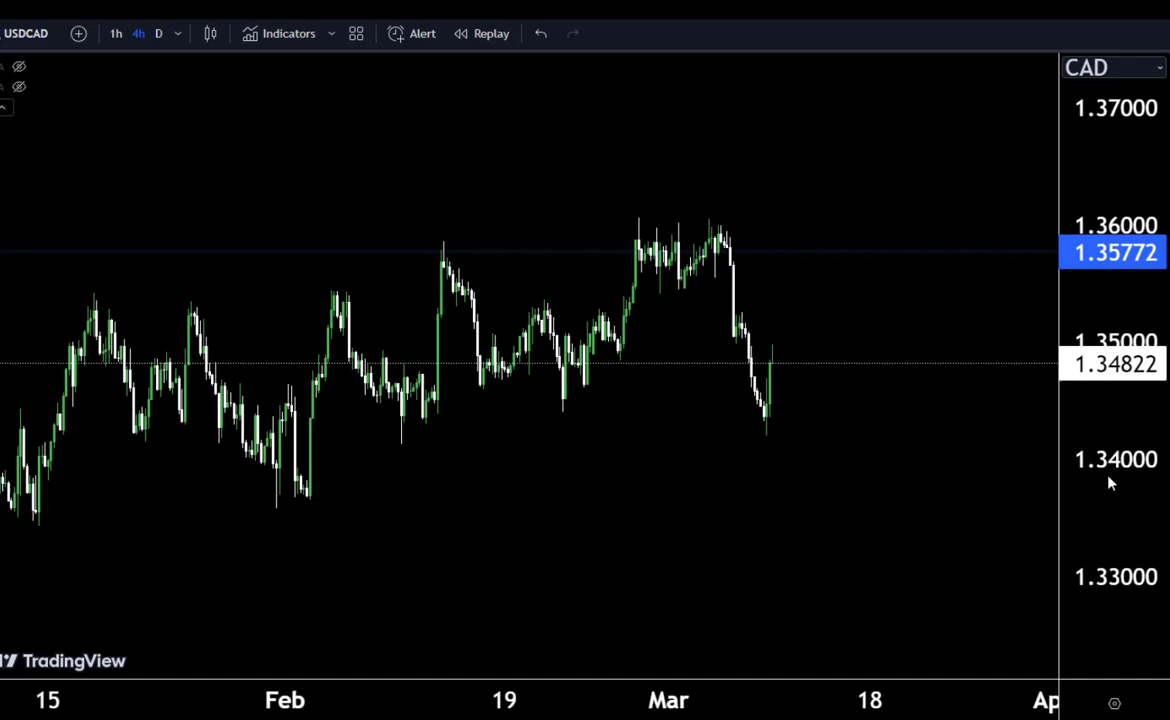 USDCAD 1h 4h D Indicators Alert Replay
CAD
1.37000
1.36000
1.35772
1.35000
1.34822
1.34000
1.33000
TradingView
15 Feb 19 Mar 18 Ap